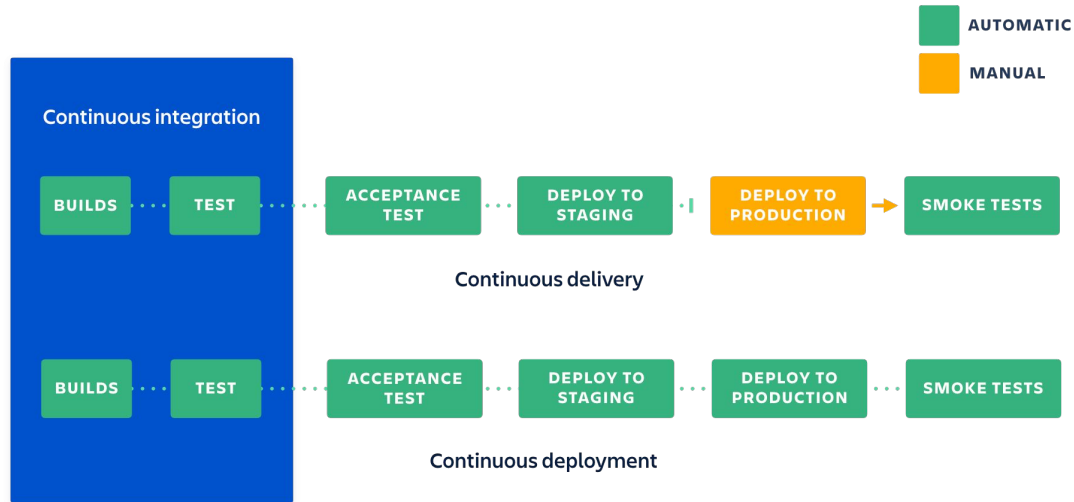 AUTOMATIC
MANUAL
Continuous integration
BUILDS
TEST
ACCEPTANCE
TEST
DEPLOY TO
STAGING
DEPLOY TO
PRODUCTION
SMOKE TESTS
Continuous delivery
BUILDS
TEST
ACCEPTANCE
TEST
DEPLOY TO
STAGING
DEPLOY TO
PRODUCTION
SMOKE TESTS
Continuous deployment